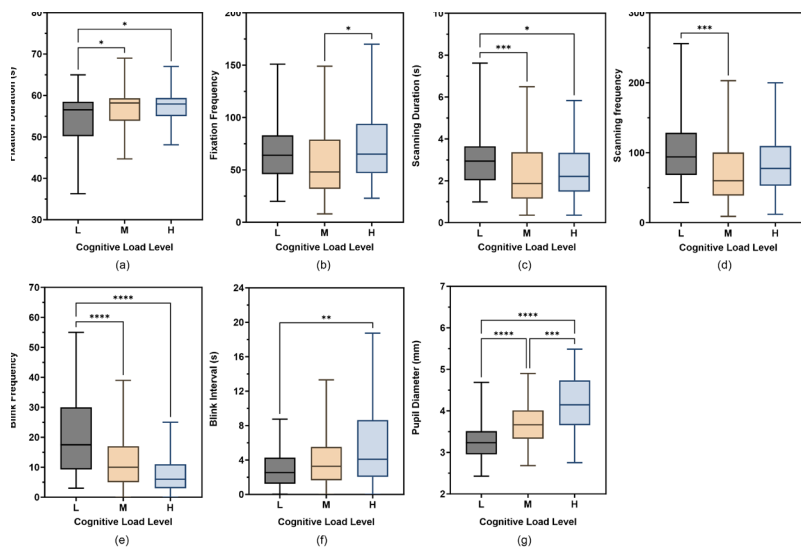 Fixation Duration (s)
80
70
60
50
40
30
*
*
L M H
Cognitive Load Level
(a)
Fixation Frequency
200
150
100
50
0
*
L M H
Cognitive Load Level
(b)
Scanning Duration (s)
10
8
6
4
2
0
*
***
L M H
Cognitive Load Level
(c)
Scanning frequency
300
200
100
0
***
L M H
Cognitive Load Level
(d)
Blink Frequency
70
60
50
40
30
20
10
0
****
****
L M H
Cognitive Load Level
(e)
Blink Interval (s)
24
20
16
12
8
4
0
**
L M H
Cognitive Load Level
(f)
Pupil Diameter (mm)
7
6
5
4
3
2
****
****
***
L M H
Cognitive Load Level
(g)